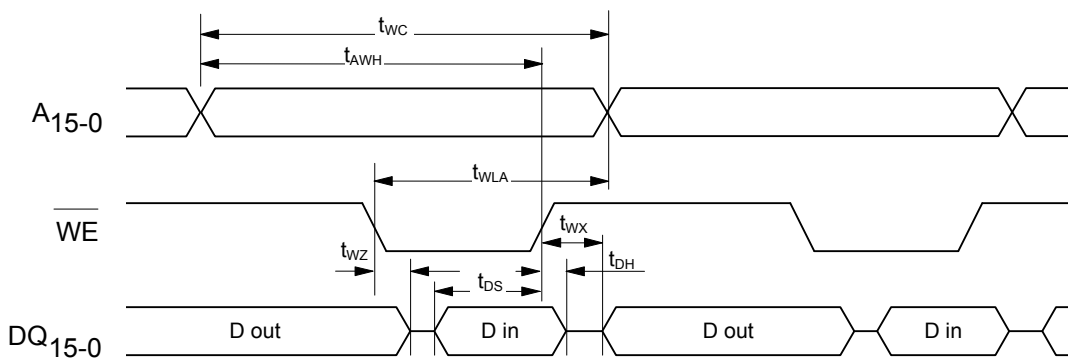 tWC
tAWH
A15-0
tWLA
WE
tWX
tWZ
tDS
tDH
DQ15-0
D out
D in
D out
D in